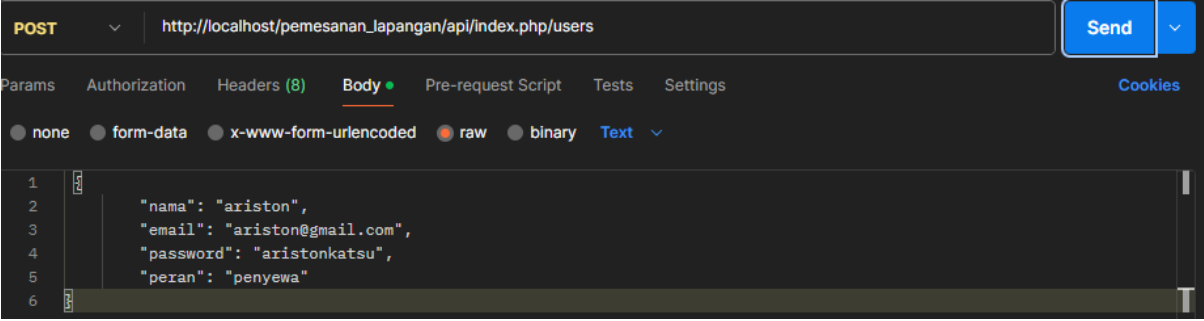 POST http://localhost/pemesanan_lapangan/api/index.php/users Send
Params Authorization Headers (8) Body Pre-request Script Tests Settings Cookies
none form-data x-www-form-urlencoded raw binary Text
1 {
2 "nama": "ariston",
3 "email": "ariston@gmail.com",
4 "password": "aristonkatsu",
5 "peran": "penyewa"
6 }